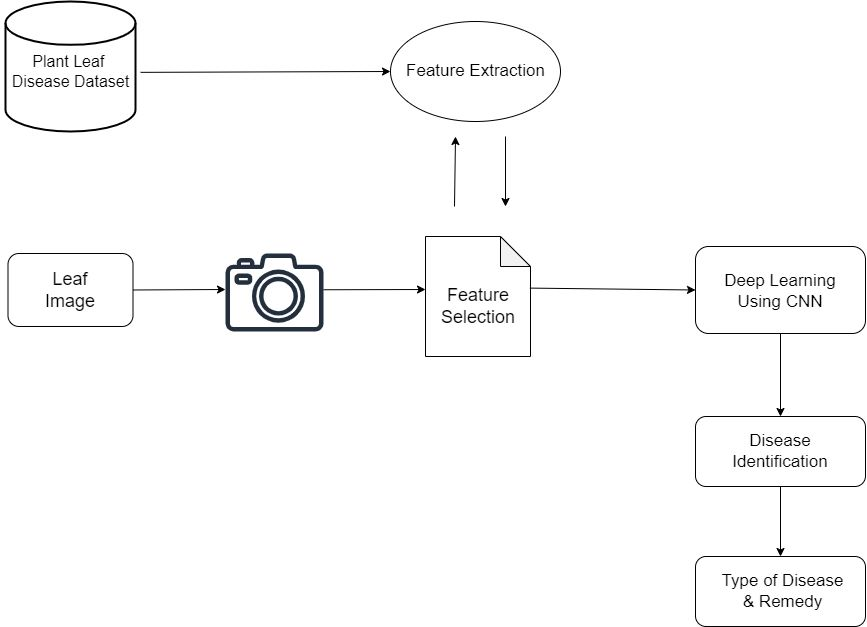 Plant Leaf
Disease Dataset
Feature Extraction
Leaf
Image
Feature
Selection
Deep Learning
Using CNN
Disease
Identification
Type of Disease
& Remedy